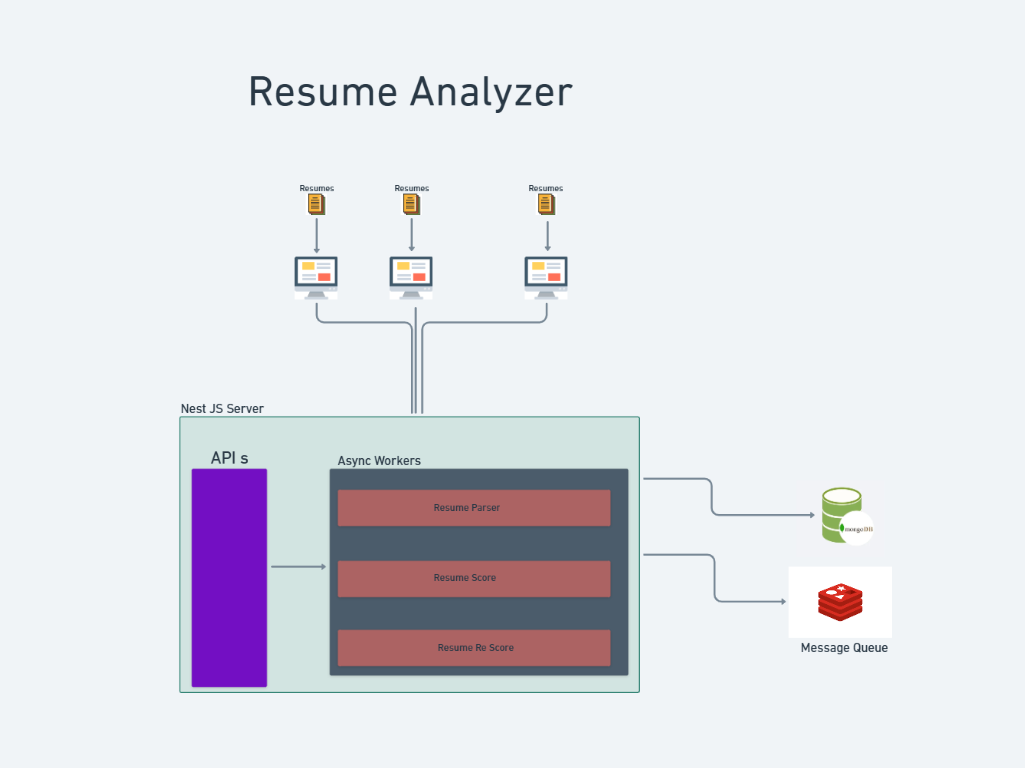 Resume Analyzer
Resumes
Resumes
Resumes
Nest JS Server
API s
Async Workers
Resume Parser
Resume Score
Resume Re Score
mongoDB
Message Queue